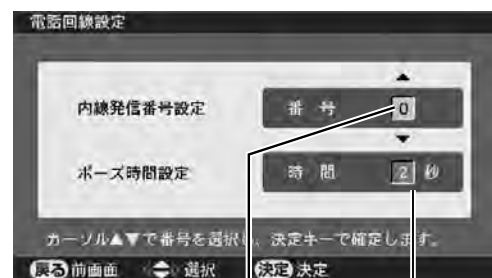 電話回線設定
内線発信番号設定 番 号 0
ポーズ時間設定 時 間 2 秒
カーソル▲▼で番号を選択し、決定キーで確定します。
戻る 前画面 選択 決定 決定